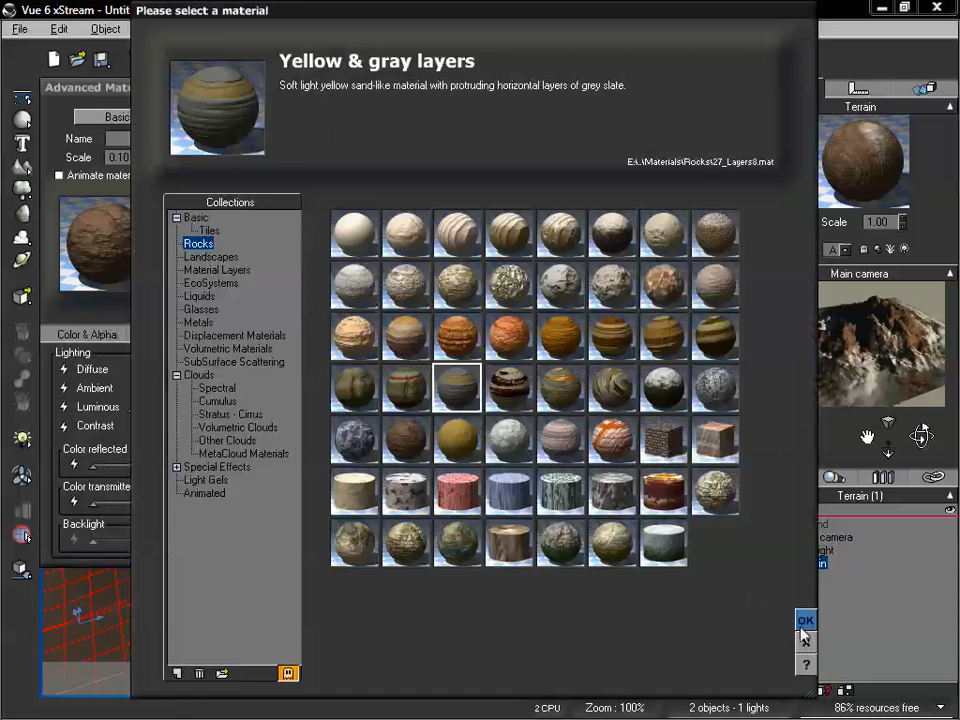 Vue 6 xStream - Untit
Please select a material
File Edit Object
Yellow & gray layers
Soft light yellow sand-like material with protruding horizontal layers of grey slate.
E:\..\Materials\Rocks\27_Layers8.mat
Advanced Mat
Basic
Name
Scale 0.10
Animate mater
Color & Alpha
Lighting
Diffuse
Ambient
Luminous
Contrast
Color reflected
Color transmitte
Backlight
Collections
Basic
Tiles
Rocks
Landscapes
Material Layers
EcoSystems
Liquids
Glasses
Metals
Displacement Materials
Volumetric Materials
SubSurface Scattering
Clouds
Spectral
Cumulus
Stratus - Cirrus
Volumetric Clouds
Other Clouds
MetaCloud Materials
Special Effects
Light Gels
Animated
OK
?
Terrain
Scale 1.00
A
Main camera
Terrain (1)
nd
camera
ight
in
2 CPU Zoom : 100% 2 objects - 1 lights 86% resources free